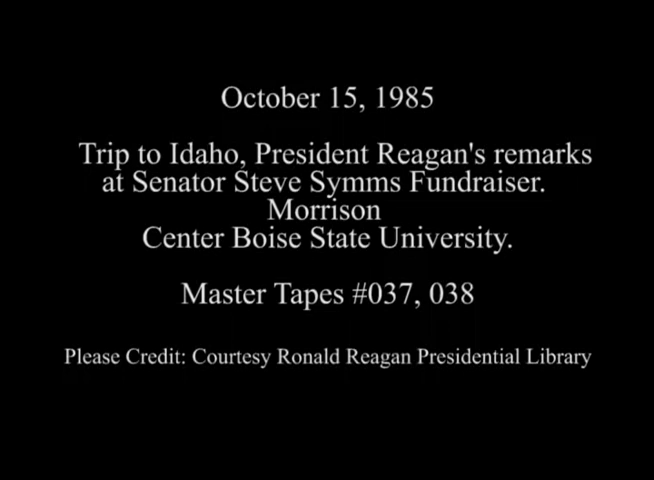 October 15, 1985
Trip to Idaho, President Reagan's remarks
at Senator Steve Symms Fundraiser.
Morrison
Center Boise State University.
Master Tapes #037, 038
Please Credit: Courtesy Ronald Reagan Presidential Library